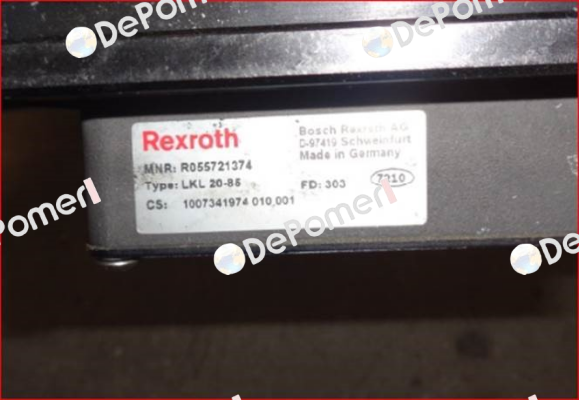 DePomerI
DePomerI
Rexroth
Bosch Rexroth AG
D-97419 Schweinfurt
Made in Germany
MNR: R055721374
Type: LKL 20-85
FD: 303
7210
CS: 1007341974 010,001
DePomerI
DePomerI
DePomerI
DePomerI